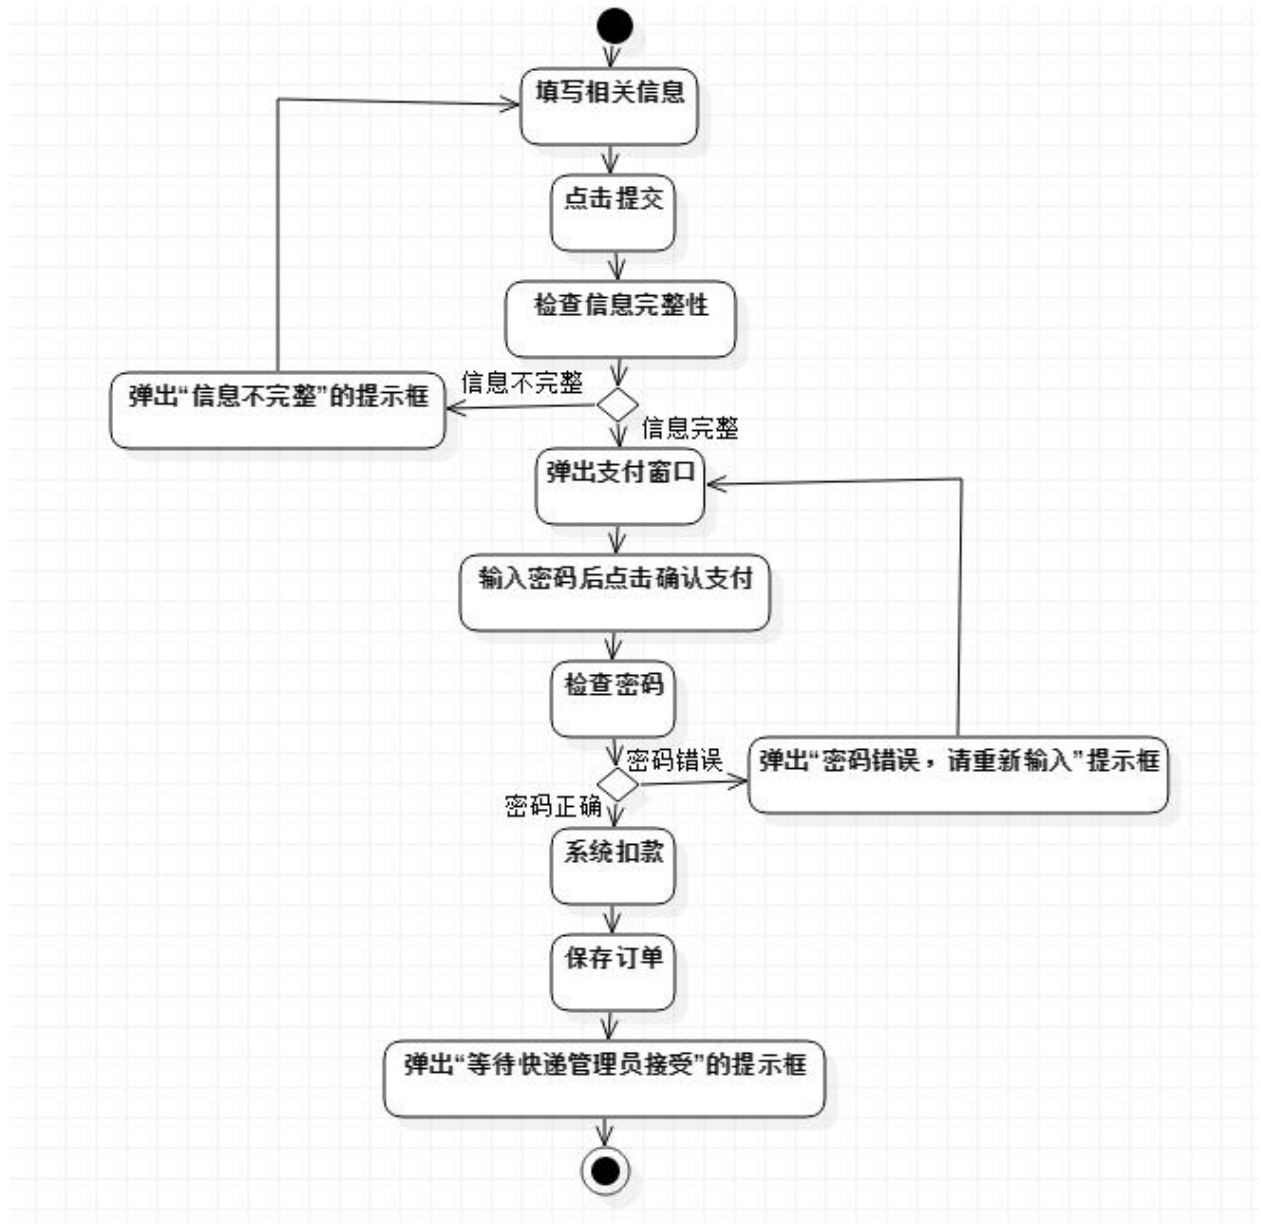 填写相关信息
点击提交
检查信息完整性
信息不完整
弹出“信息不完整”的提示框
信息完整
弹出支付窗口
输入密码后点击确认支付
检查密码
密码错误
弹出“密码错误，请重新输入”提示框
密码正确
系统扣款
保存订单
弹出“等待快递管理员接受”的提示框